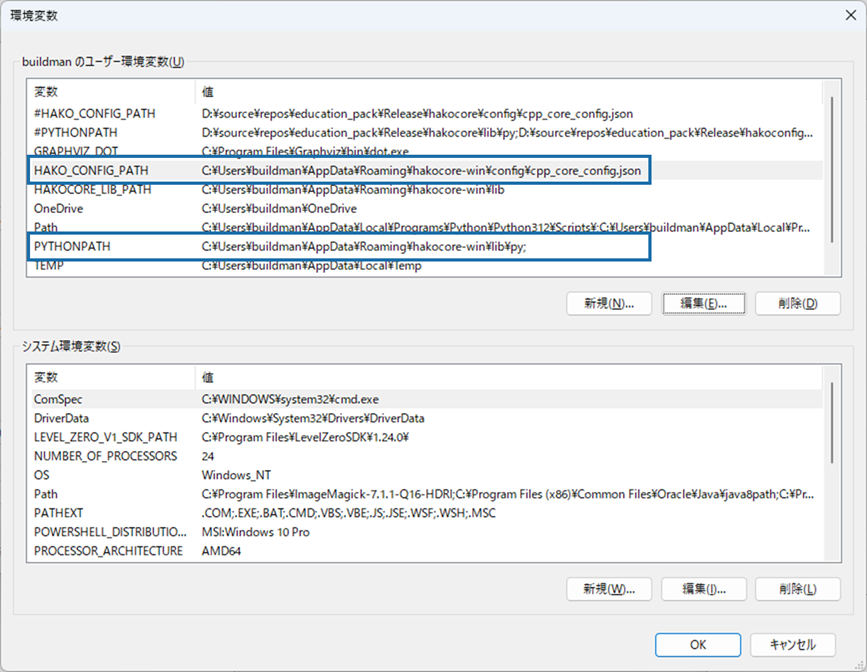 環境変数
buildman のユーザー環境変数(U)
変数 値
#HAKO_CONFIG_PATH D:¥source¥repos¥education_pack¥Release¥hakocore¥config¥cpp_core_config.json
#PYTHONPATH D:¥source¥repos¥education_pack¥Release¥hakocore¥lib¥py;D:¥source¥repos¥education_pack¥Release¥hakoconfig...
GRAPHVIZ_DOT C:¥Program Files¥Graphviz¥bin¥dot.exe
HAKO_CONFIG_PATH C:¥Users¥buildman¥AppData¥Roaming¥hakocore-win¥config¥cpp_core_config.json
HAKOCORE_LIB_PATH C:¥Users¥buildman¥AppData¥Roaming¥hakocore-win¥lib
OneDrive C:¥Users¥buildman¥OneDrive
Path C:¥Users¥buildman¥AppData¥Local¥Programs¥Python¥Python312¥Scripts¥;C:¥Users¥buildman¥AppData¥Local¥Pr...
PYTHONPATH C:¥Users¥buildman¥AppData¥Roaming¥hakocore-win¥lib¥py;
TEMP C:¥Users¥buildman¥AppData¥Local¥Temp
新規(N)... 編集(E)... 削除(D)
システム環境変数(S)
変数 値
ComSpec C:¥WINDOWS¥system32¥cmd.exe
DriverData C:¥Windows¥System32¥Drivers¥DriverData
LEVEL_ZERO_V1_SDK_PATH C:¥Program Files¥LevelZeroSDK¥1.24.0¥
NUMBER_OF_PROCESSORS 24
OS Windows_NT
Path C:¥Program Files¥ImageMagick-7.1.1-Q16-HDRI;C:¥Program Files (x86)¥Common Files¥Oracle¥Java¥java8path;C:¥Pr...
PATHEXT .COM;.EXE;.BAT;.CMD;.VBS;.VBE;.JS;.JSE;.WSF;.WSH;.MSC
POWERSHELL_DISTRIBUTIO... MSI:Windows 10 Pro
PROCESSOR_ARCHITECTURE AMD64
新規(W)... 編集(I)... 削除(L)
OK キャンセル